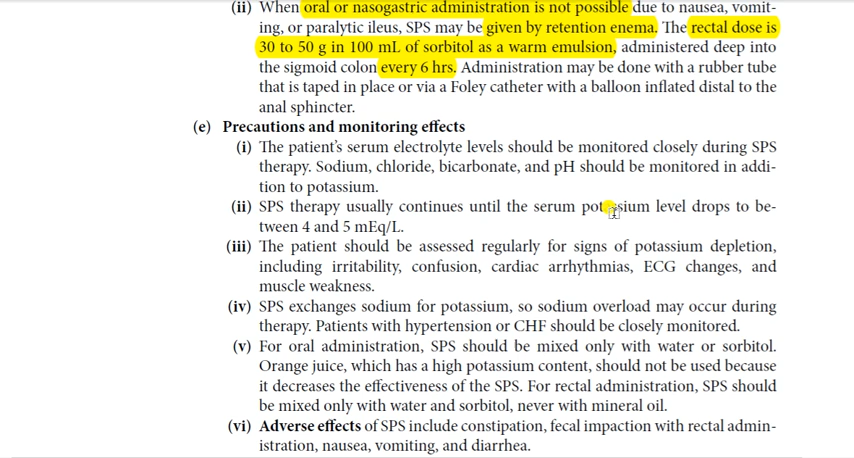 (ii) When oral or nasogastric administration is not possible due to nausea, vomit-
ing, or paralytic ileus, SPS may be given by retention enema. The rectal dose is
30 to 50 g in 100 mL of sorbitol as a warm emulsion, administered deep into
the sigmoid colon every 6 hrs. Administration may be done with a rubber tube
that is taped in place or via a Foley catheter with a balloon inflated distal to the
anal sphincter.
(e) Precautions and monitoring effects
(i) The patient's serum electrolyte levels should be monitored closely during SPS
therapy. Sodium, chloride, bicarbonate, and pH should be monitored in addi-
tion to potassium.
(ii) SPS therapy usually continues until the serum potassium level drops to be-
tween 4 and 5 mEq/L.
(iii) The patient should be assessed regularly for signs of potassium depletion,
including irritability, confusion, cardiac arrhythmias, ECG changes, and
muscle weakness.
(iv) SPS exchanges sodium for potassium, so sodium overload may occur during
therapy. Patients with hypertension or CHF should be closely monitored.
(v) For oral administration, SPS should be mixed only with water or sorbitol.
Orange juice, which has a high potassium content, should not be used because
it decreases the effectiveness of the SPS. For rectal administration, SPS should
be mixed only with water and sorbitol, never with mineral oil.
(vi) Adverse effects of SPS include constipation, fecal impaction with rectal admin-
istration, nausea, vomiting, and diarrhea.